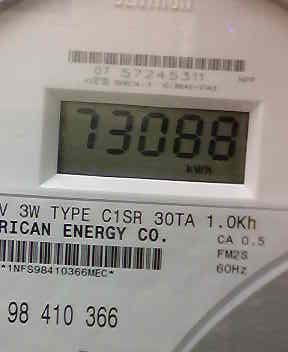 07 57245311
73088
kWh
V 3W TYPE C1SR 30TA 1.0Kh
RICAN ENERGY CO.
CA 0.5
FM2S
60Hz
*1NFS98410366MEC*
98 410 366